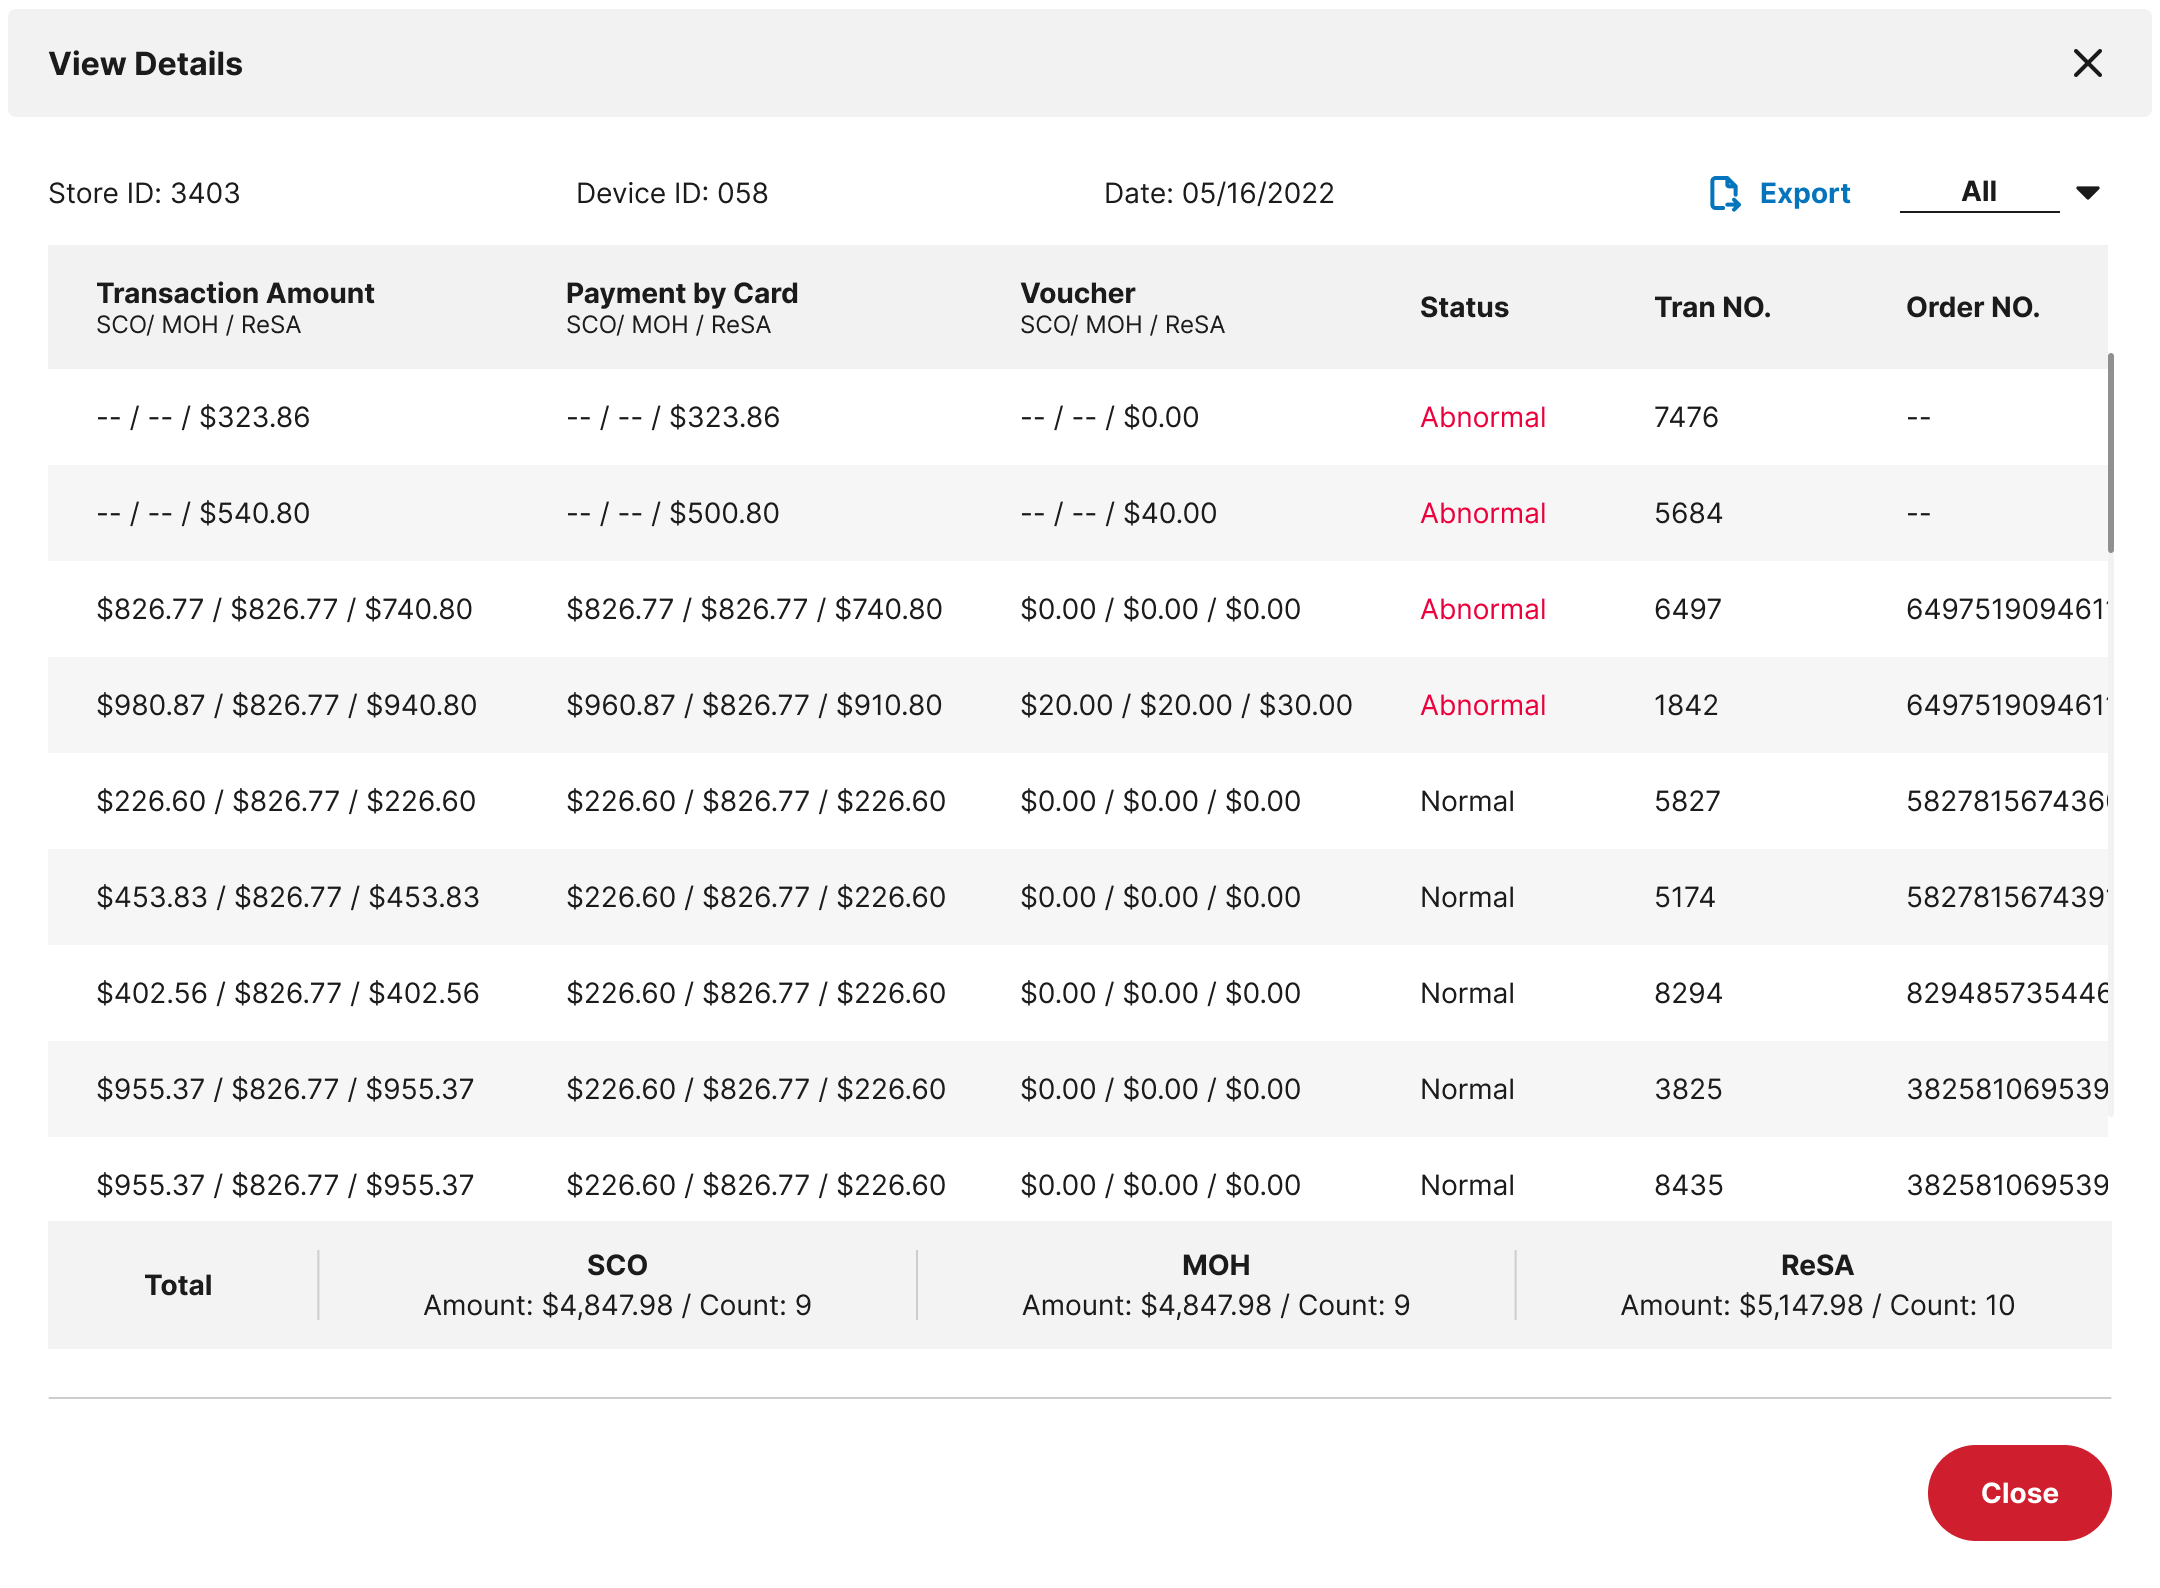 View Details
Store ID: 3403 Device ID: 058 Date: 05/16/2022 Export All
Transaction Amount Payment by Card Voucher Status Tran NO. Order NO.
SCO/ MOH / ReSA SCO/ MOH / ReSA SCO/ MOH / ReSA
-- / -- / $323.86 -- / -- / $323.86 -- / -- / $0.00 Abnormal 7476 --
-- / -- / $540.80 -- / -- / $500.80 -- / -- / $40.00 Abnormal 5684 --
$826.77 / $826.77 / $740.80 $826.77 / $826.77 / $740.80 $0.00 / $0.00 / $0.00 Abnormal 6497
$980.87 / $826.77 / $940.80 $960.87 / $826.77 / $910.80 $20.00 / $20.00 / $30.00 Abnormal 1842
$226.60 / $826.77 / $226.60 $226.60 / $826.77 / $226.60 $0.00 / $0.00 / $0.00 Normal 5827
$453.83 / $826.77 / $453.83 $226.60 / $826.77 / $226.60 $0.00 / $0.00 / $0.00 Normal 5174
$402.56 / $826.77 / $402.56 $226.60 / $826.77 / $226.60 $0.00 / $0.00 / $0.00 Normal 8294 829485735446
$955.37 / $826.77 / $955.37 $226.60 / $826.77 / $226.60 $0.00 / $0.00 / $0.00 Normal 3825 382581069539
$955.37 / $826.77 / $955.37 $226.60 / $826.77 / $226.60 $0.00 / $0.00 / $0.00 Normal 8435 382581069539
Total SCO MOH ReSA
Amount: $4,847.98 / Count: 9 Amount: $4,847.98 / Count: 9 Amount: $5,147.98 / Count: 10
Close